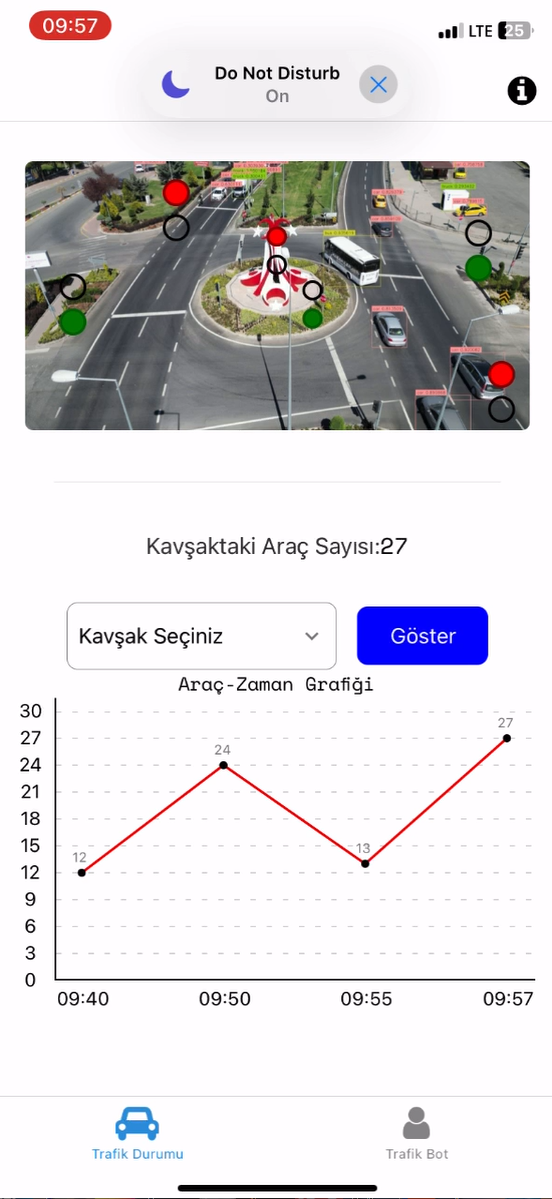 09:57
LTE 25
Do Not Disturb
On
Kavşaktaki Araç Sayısı:27
Kavşak Seçiniz
Göster
Araç-Zaman Grafiği
30
27
24
21
18
15
12
9
6
3
0
12
24
13
27
09:40
09:50
09:55
09:57
Trafik Durumu
Trafik Bot